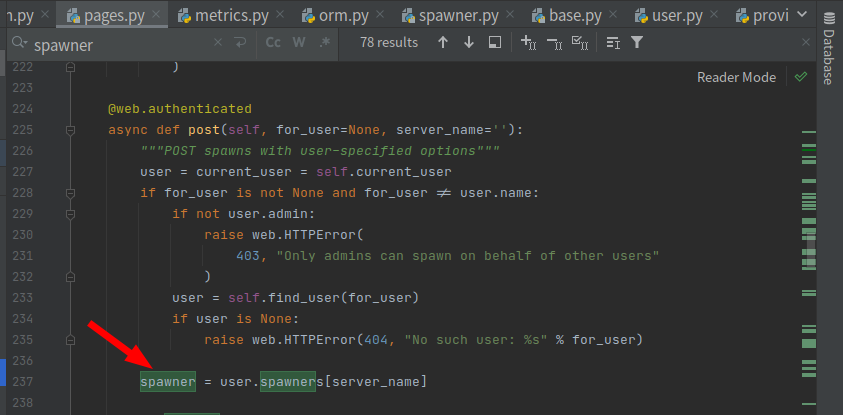 n.py pages.py metrics.py orm.py spawner.py base.py user.py provi
spawner Cc W .* 78 results
Database
Reader Mode
222 )
223
224 @web.authenticated
225 async def post(self, for_user=None, server_name=''):
226 """POST spawns with user-specified options"""
227 user = current_user = self.current_user
228 if for_user is not None and for_user != user.name:
229 if not user.admin:
230 raise web.HTTPError(
231 403, "Only admins can spawn on behalf of other users"
232 )
233 user = self.find_user(for_user)
234 if user is None:
235 raise web.HTTPError(404, "No such user: %s" % for_user)
236
237 spawner = user.spawners[server_name]
238